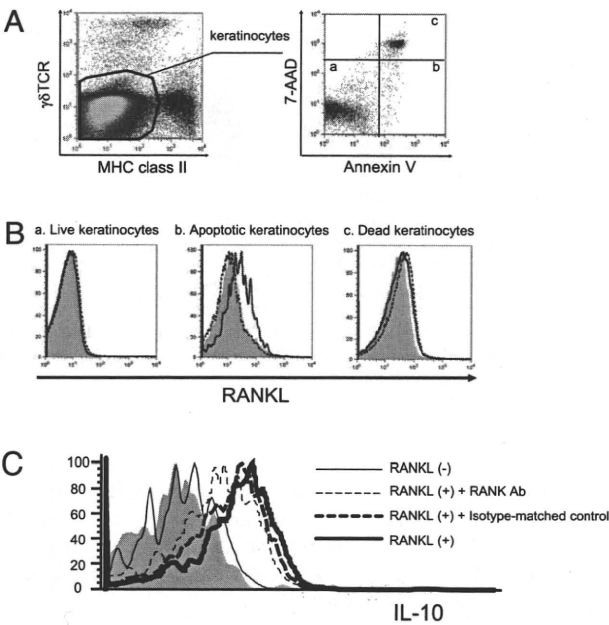 A
γδTCR
MHC class II
keratinocytes
7-AAD
a
b
c
Annexin V
B
a. Live keratinocytes
b. Apoptotic keratinocytes
c. Dead keratinocytes
RANKL
C
100
80
60
40
20
0
RANKL (-)
RANKL (+) + RANK Ab
RANKL (+) + Isotype-matched control
RANKL (+)
IL-10